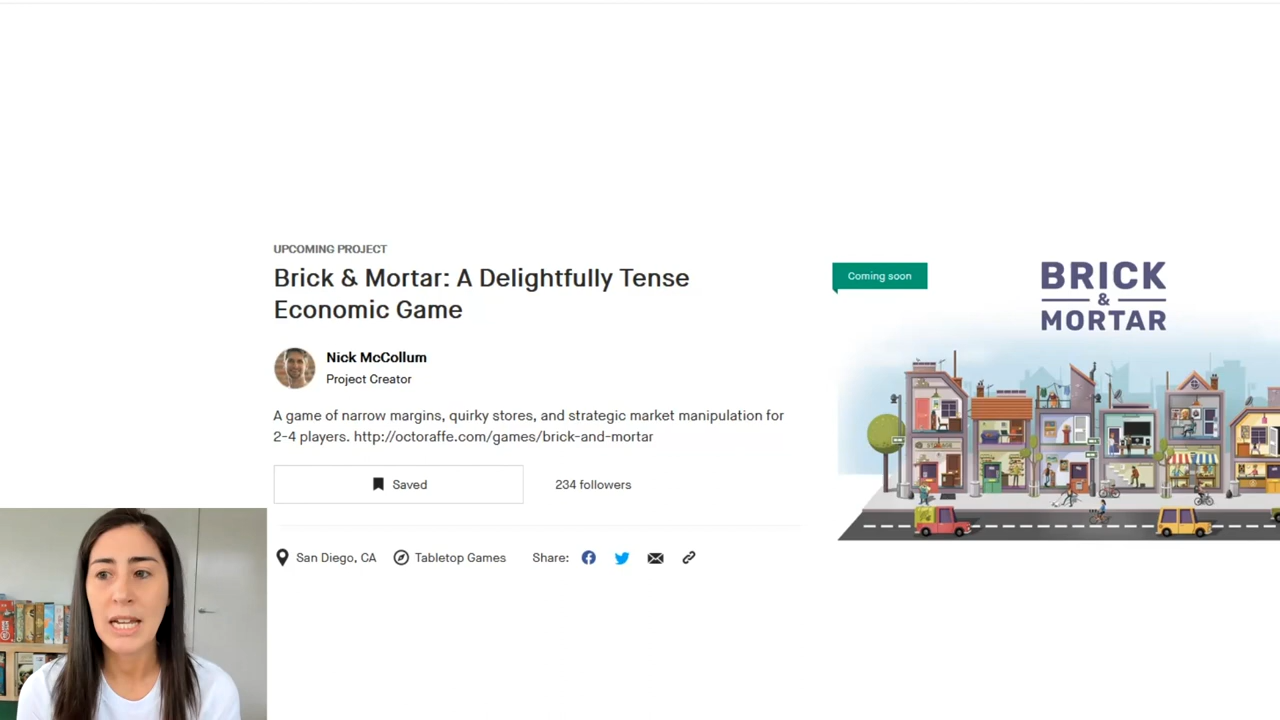 UPCOMING PROJECT
Brick & Mortar: A Delightfully Tense
Economic Game
Nick McCollum
Project Creator
A game of narrow margins, quirky stores, and strategic market manipulation for
2-4 players. http://octoraffe.com/games/brick-and-mortar
Saved
234 followers
San Diego, CA
Tabletop Games
Share:
Coming soon
BRICK
&
MORTAR